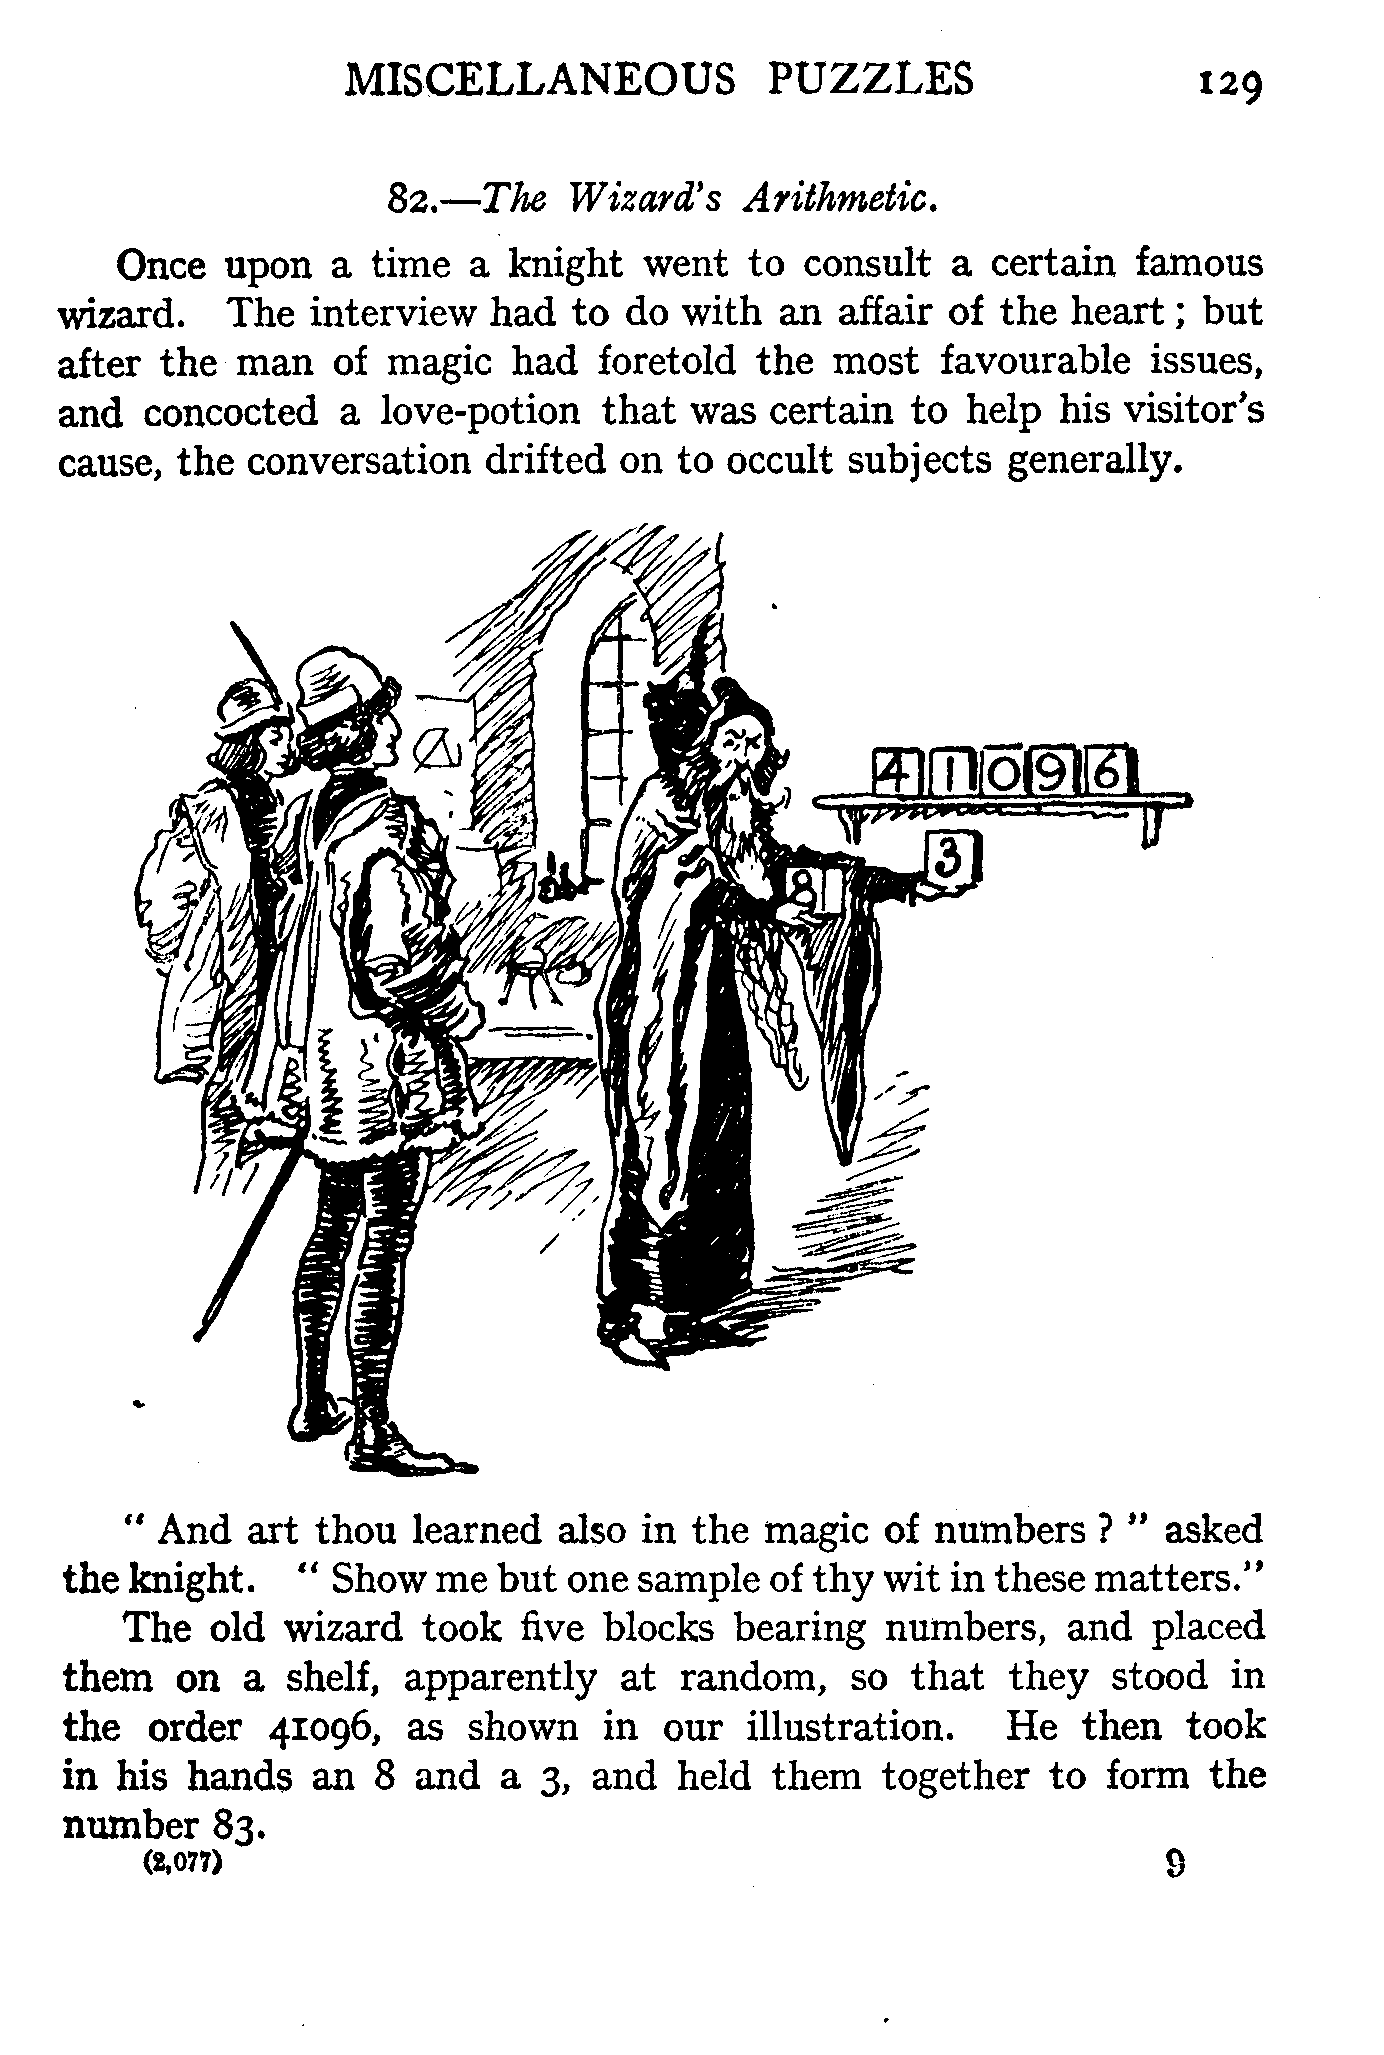 MISCELLANEOUS PUZZLES 129
82.—The Wizard's Arithmetic.
Once upon a time a knight went to consult a certain famous
wizard. The interview had to do with an affair of the heart ; but
after the man of magic had foretold the most favourable issues,
and concocted a love-potion that was certain to help his visitor's
cause, the conversation drifted on to occult subjects generally.
4 1 0 9 6
3
8
" And art thou learned also in the magic of numbers ? " asked
the knight. " Show me but one sample of thy wit in these matters."
The old wizard took five blocks bearing numbers, and placed
them on a shelf, apparently at random, so that they stood in
the order 41096, as shown in our illustration. He then took
in his hands an 8 and a 3, and held them together to form the
number 83.
(2,077) 9